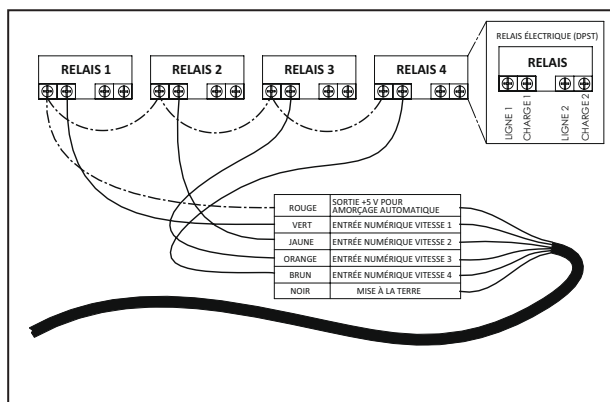 RELAIS ÉLECTRIQUE (DPST)
RELAIS 1
RELAIS 2
RELAIS 3
RELAIS 4
RELAIS
LIGNE 1
CHARGE 1
LIGNE 2
CHARGE 2
ROUGE
SORTIE +5 V POUR
AMORÇAGE AUTOMATIQUE
VERT
ENTRÉE NUMÉRIQUE VITESSE 1
JAUNE
ENTRÉE NUMÉRIQUE VITESSE 2
ORANGE
ENTRÉE NUMÉRIQUE VITESSE 3
BRUN
ENTRÉE NUMÉRIQUE VITESSE 4
NOIR
MISE À LA TERRE